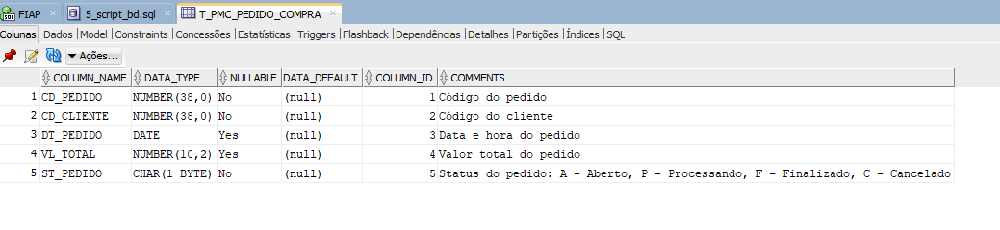 FIAP 5_script_bd.sql T_PMC_PEDIDO_COMPRA
Colunas Dados Model Constraints Concessões Estatísticas Triggers Flashback Dependências Detalhes Partições Índices SQL
Ações...
COLUMN_NAME DATA_TYPE NULLABLE DATA_DEFAULT COLUMN_ID COMMENTS
1 CD_PEDIDO NUMBER(38,0) No (null) 1 Código do pedido
2 CD_CLIENTE NUMBER(38,0) No (null) 2 Código do cliente
3 DT_PEDIDO DATE Yes (null) 3 Data e hora do pedido
4 VL_TOTAL NUMBER(10,2) Yes (null) 4 Valor total do pedido
5 ST_PEDIDO CHAR(1 BYTE) No (null) 5 Status do pedido: A - Aberto, P - Processando, F - Finalizado, C - Cancelado